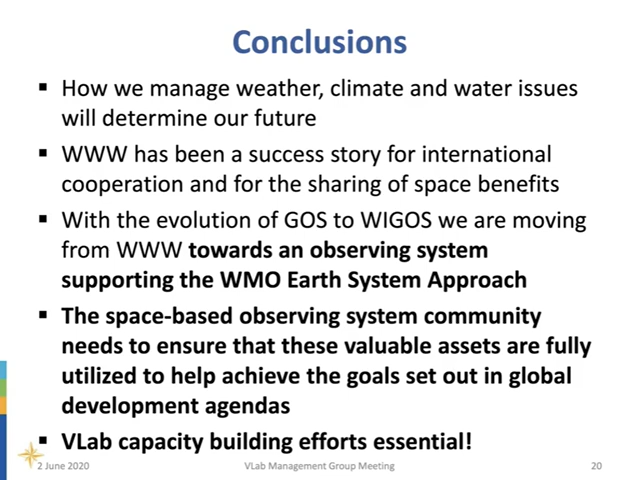 Conclusions
▪ How we manage weather, climate and water issues
will determine our future
▪ WWW has been a success story for international
cooperation and for the sharing of space benefits
▪ With the evolution of GOS to WIGOS we are moving
from WWW towards an observing system
supporting the WMO Earth System Approach
▪ The space-based observing system community
needs to ensure that these valuable assets are fully
utilized to help achieve the goals set out in global
development agendas
▪ VLab capacity building efforts essential!
2 June 2020 VLab Management Group Meeting 20